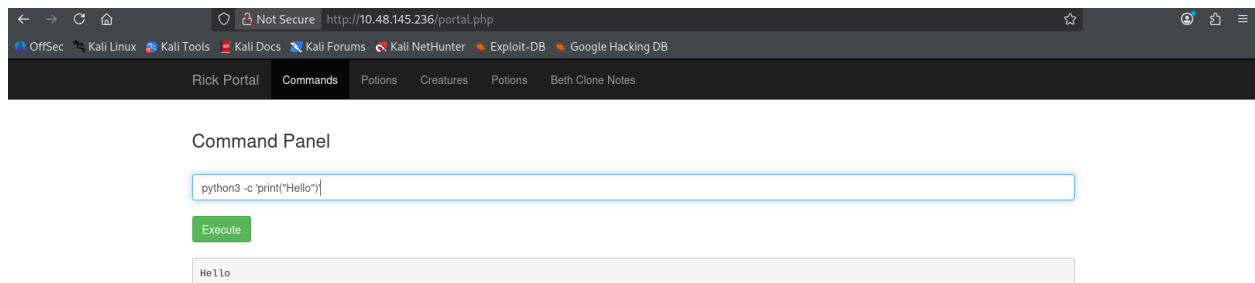 Not Secure http://10.48.145.236/portal.php
OffSec Kali Linux Kali Tools Kali Docs Kali Forums Kali NetHunter Exploit-DB Google Hacking DB
Rick Portal Commands Potions Creatures Potions Beth Clone Notes
Command Panel
python3 -c 'print("Hello")'
Execute
Hello